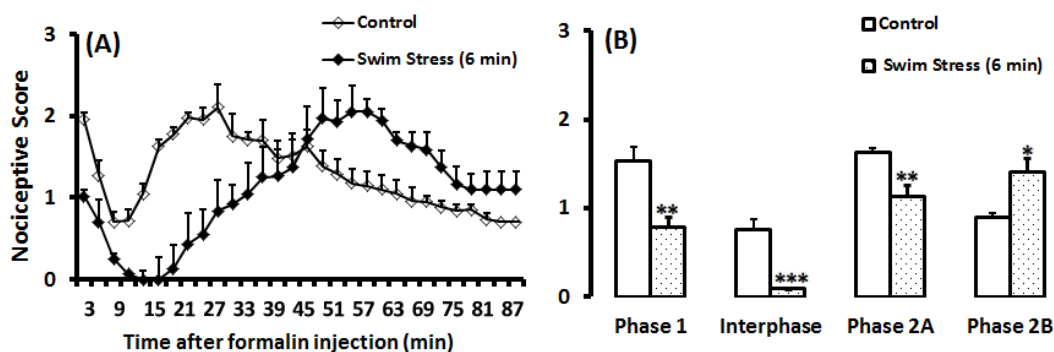 (A)
Control
Swim Stress (6 min)
Nociceptive Score
3
2
1
0
3 9 15 21 27 33 39 45 51 57 63 69 75 81 87
Time after formalin injection (min)
(B)
Control
Swim Stress (6 min)
3
2
1
0
**
***
**
*
Phase 1 Interphase Phase 2A Phase 2B